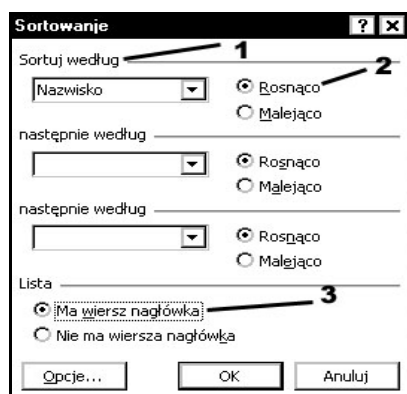 Sortowanie ? X
Sortuj według 1
Nazwisko Rosnąco 2
Malejąco
następnie według
Rosnąco
Malejąco
następnie według
Rosnąco
Malejąco
Lista
Ma wiersz nagłówka 3
Nie ma wiersza nagłówka
Opcje... OK Anuluj